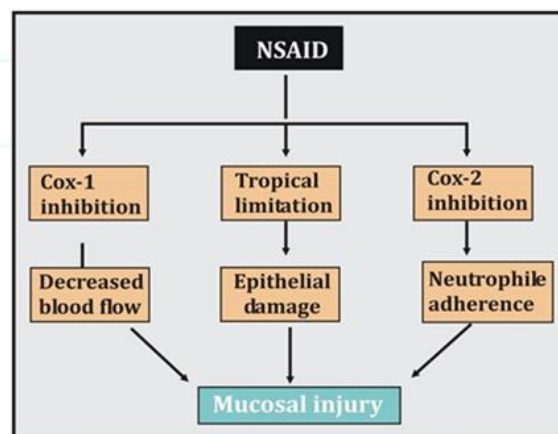 NSAID
Cox-1
inhibition
Tropical
limitation
Cox-2
inhibition
Decreased
blood flow
Epithelial
damage
Neutrophile
adherence
Mucosal injury